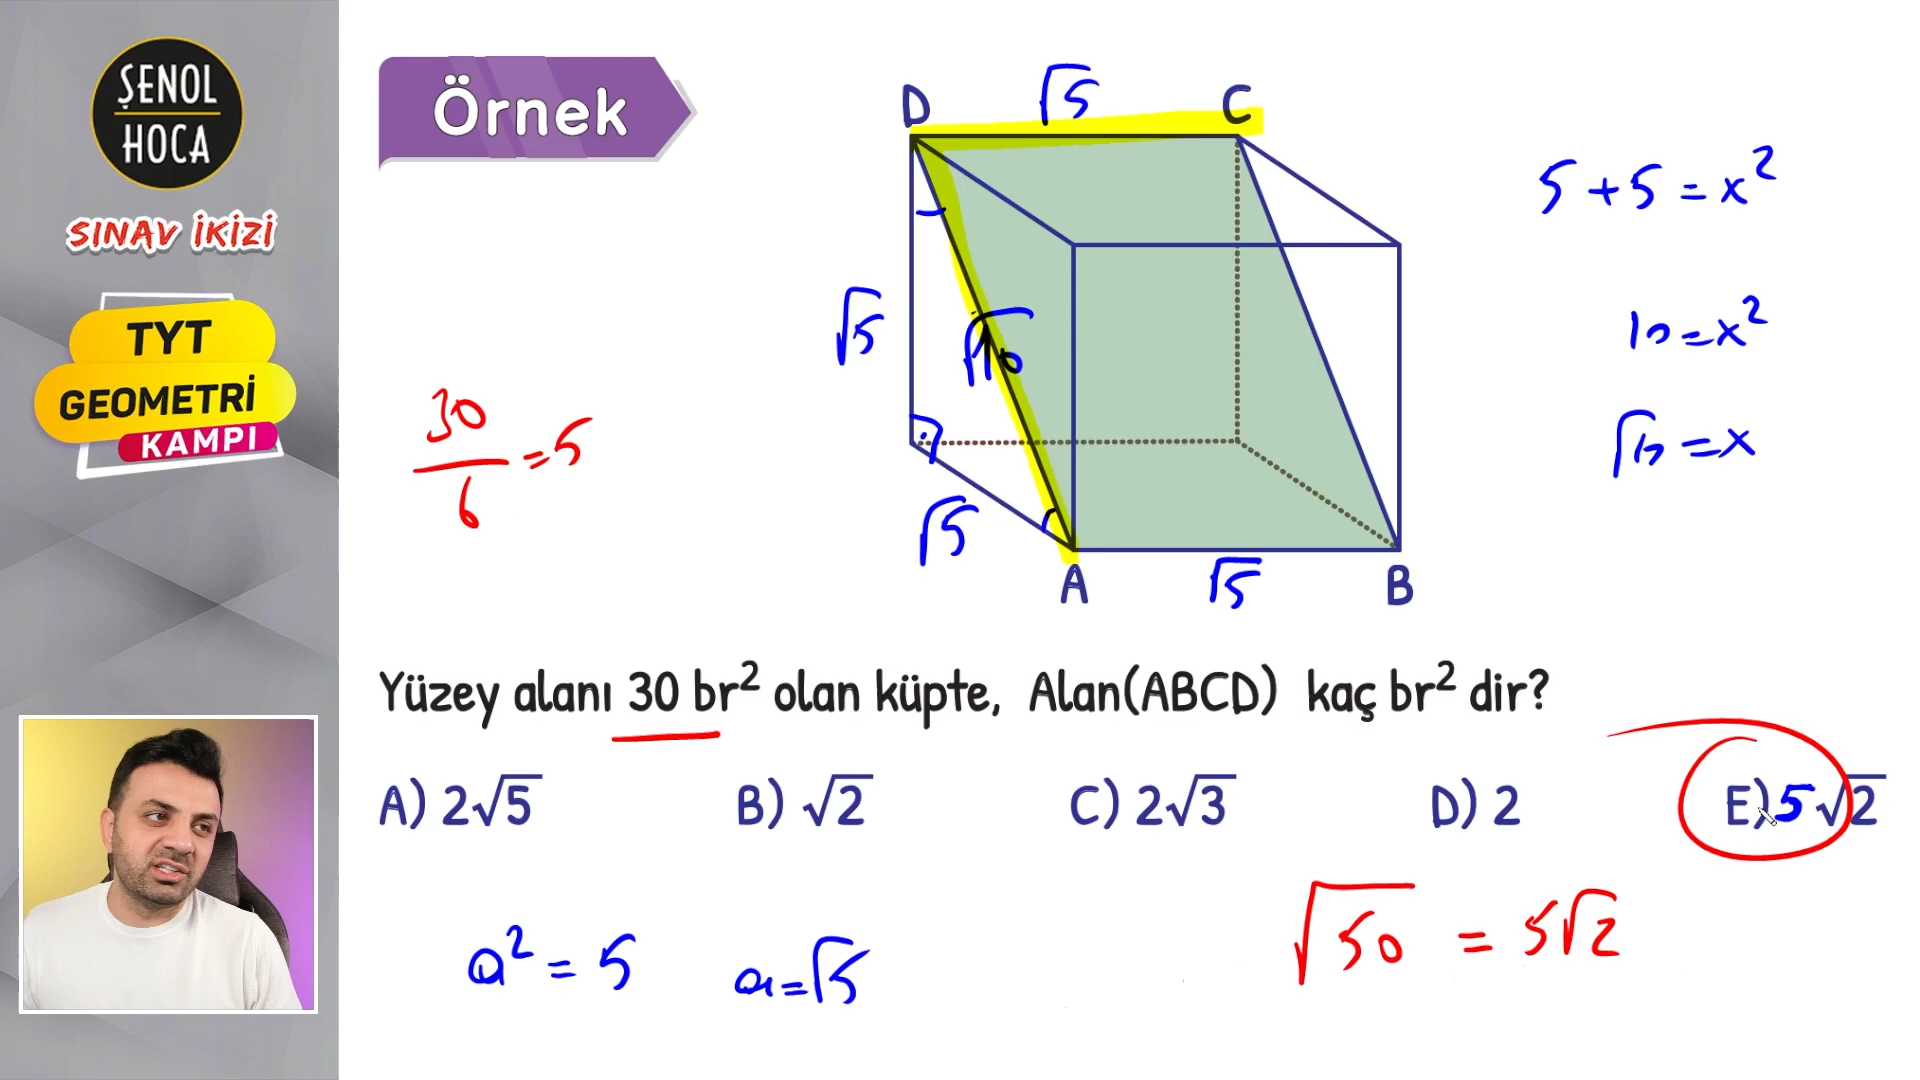 ŞENOL
HOCA
SINAV İKİZİ
TYT
GEOMETRİ
KAMPI
Örnek
D
√5
C
√5
√10
√5
A
√5
B
5 + 5 = x²
10 = x²
√10 = x
30/6 = 5
Yüzey alanı 30 br² olan küpte, Alan(ABCD) kaç br² dir?
A) 2√5 B) √2 C) 2√3 D) 2 E) 5√2
a² = 5 a = √5
√50 = 5√2